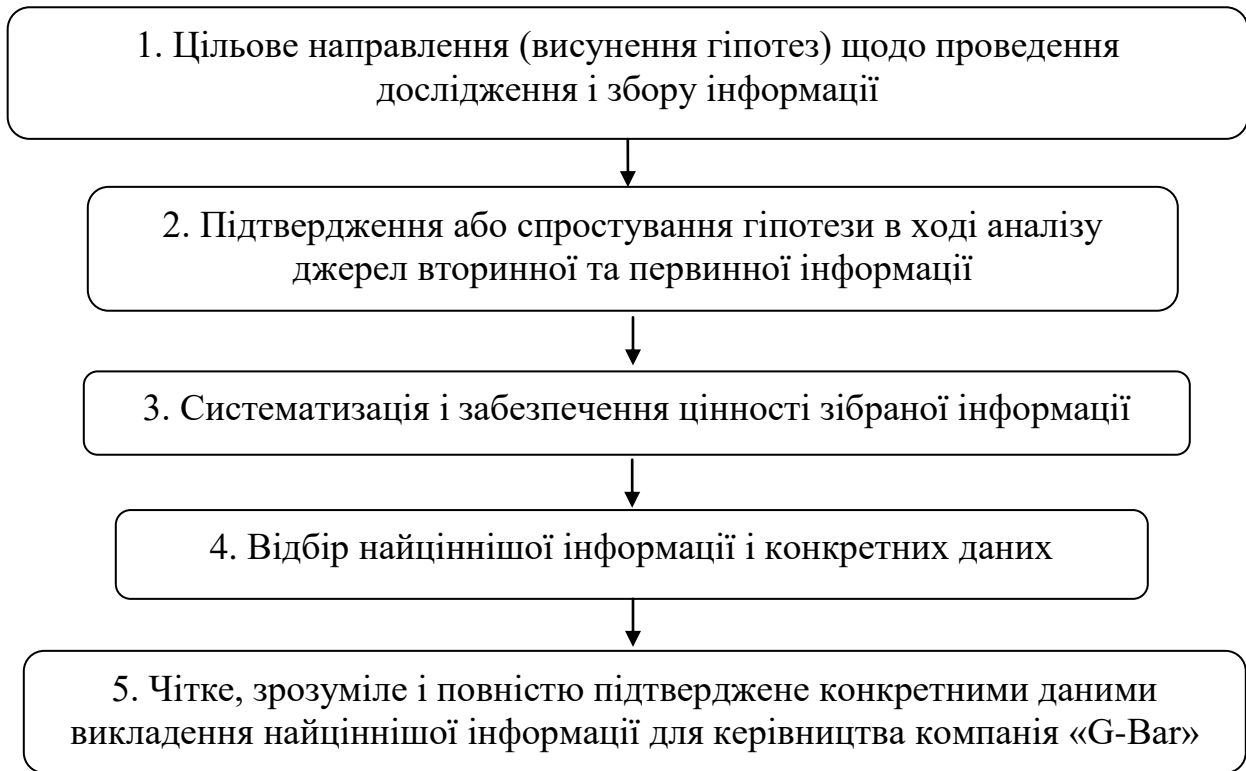 1. Цільове направлення (висунення гіпотез) щодо проведення
дослідження і збору інформації
2. Підтвердження або спростування гіпотези в ході аналізу
джерел вторинної та первинної інформації
3. Систематизація і забезпечення цінності зібраної інформації
4. Відбір найціннішої інформації і конкретних даних
5. Чітке, зрозуміле і повністю підтверджене конкретними даними
викладення найціннішої інформації для керівництва компанія «G-Bar»